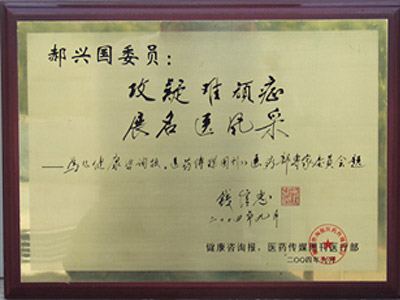 郝兴国委员：
攻疑难顽症
展名医风采
——为《健康咨询报、医药传媒周刊》医疗部专家委员会题
钱信忠
二〇〇四年九月
健康咨询报、医药传媒周刊医疗部
二〇〇四年九月